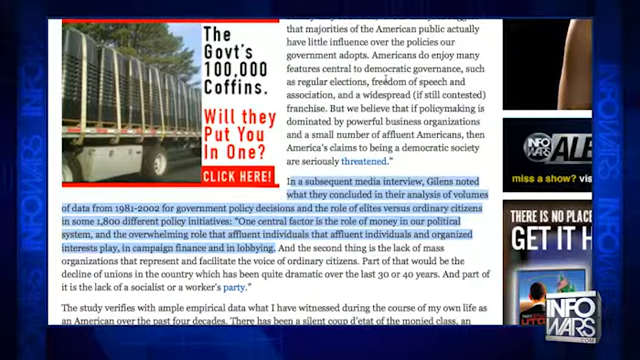 The
Govt's
100,000
Coffins.
Will they
Put You
In One?
CLICK HERE!
that majorities of the American public actually
have little influence over the policies our
government adopts. Americans do enjoy many
features central to democratic governance, such
as regular elections, freedom of speech and
association, and a widespread (if still contested)
franchise. But we believe that if policymaking is
dominated by powerful business organizations
and a small number of affluent Americans, then
America's claims to being a democratic society
are seriously threatened."
In a subsequent media interview, Gilens noted
what they concluded in their analysis of volumes
of data from 1981-2002 for government policy decisions and the role of elites versus ordinary citizens
in some 1,800 different policy initiatives: "One central factor is the role of money in our political
system, and the overwhelming role that affluent individuals that affluent individuals and organized
interests play, in campaign finance and in lobbying. And the second thing is the lack of mass
organizations that represent and facilitate the voice of ordinary citizens. Part of that would be the
decline of unions in the country which has been quite dramatic over the last 30 or 40 years. And part of
it is the lack of a socialist or a worker's party."
The study verifies with ample empirical data what I have witnessed during the course of my own life as
an American over the past four decades. There has been a silent coup d'etat of the monied class, an
INFO
WARS
ALE
miss a show? vis
THERE IS NO PLACE
GET IT H
INFO
WARS
.COM